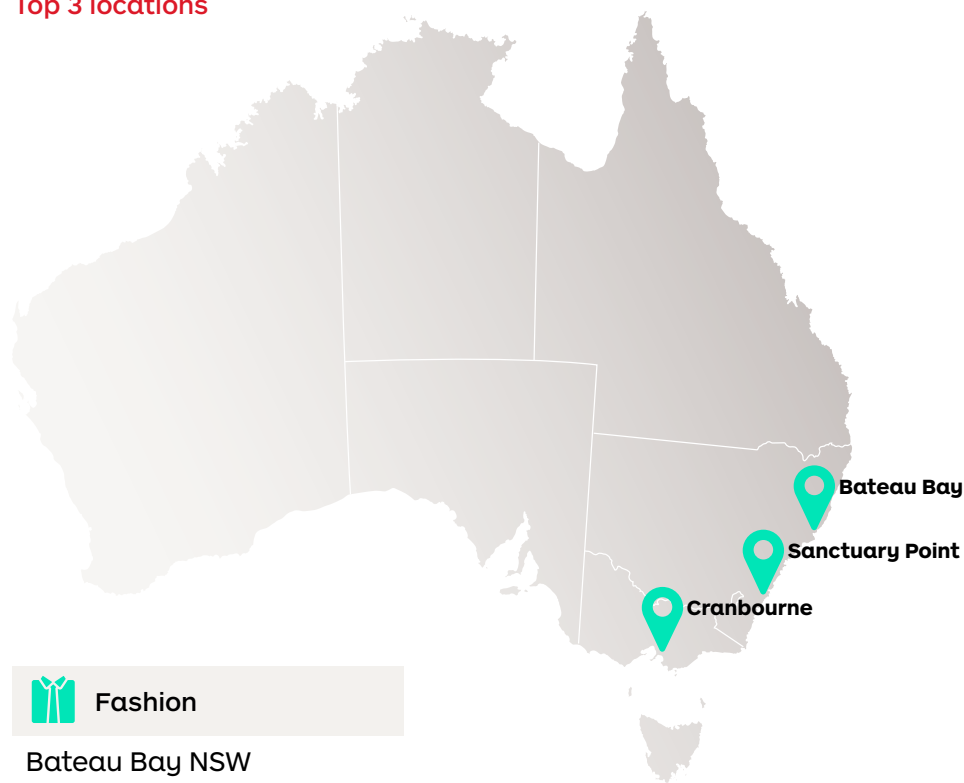 Top 3 locations
Bateau Bay
Sanctuary Point
Cranbourne
Fashion
Bateau Bay NSW